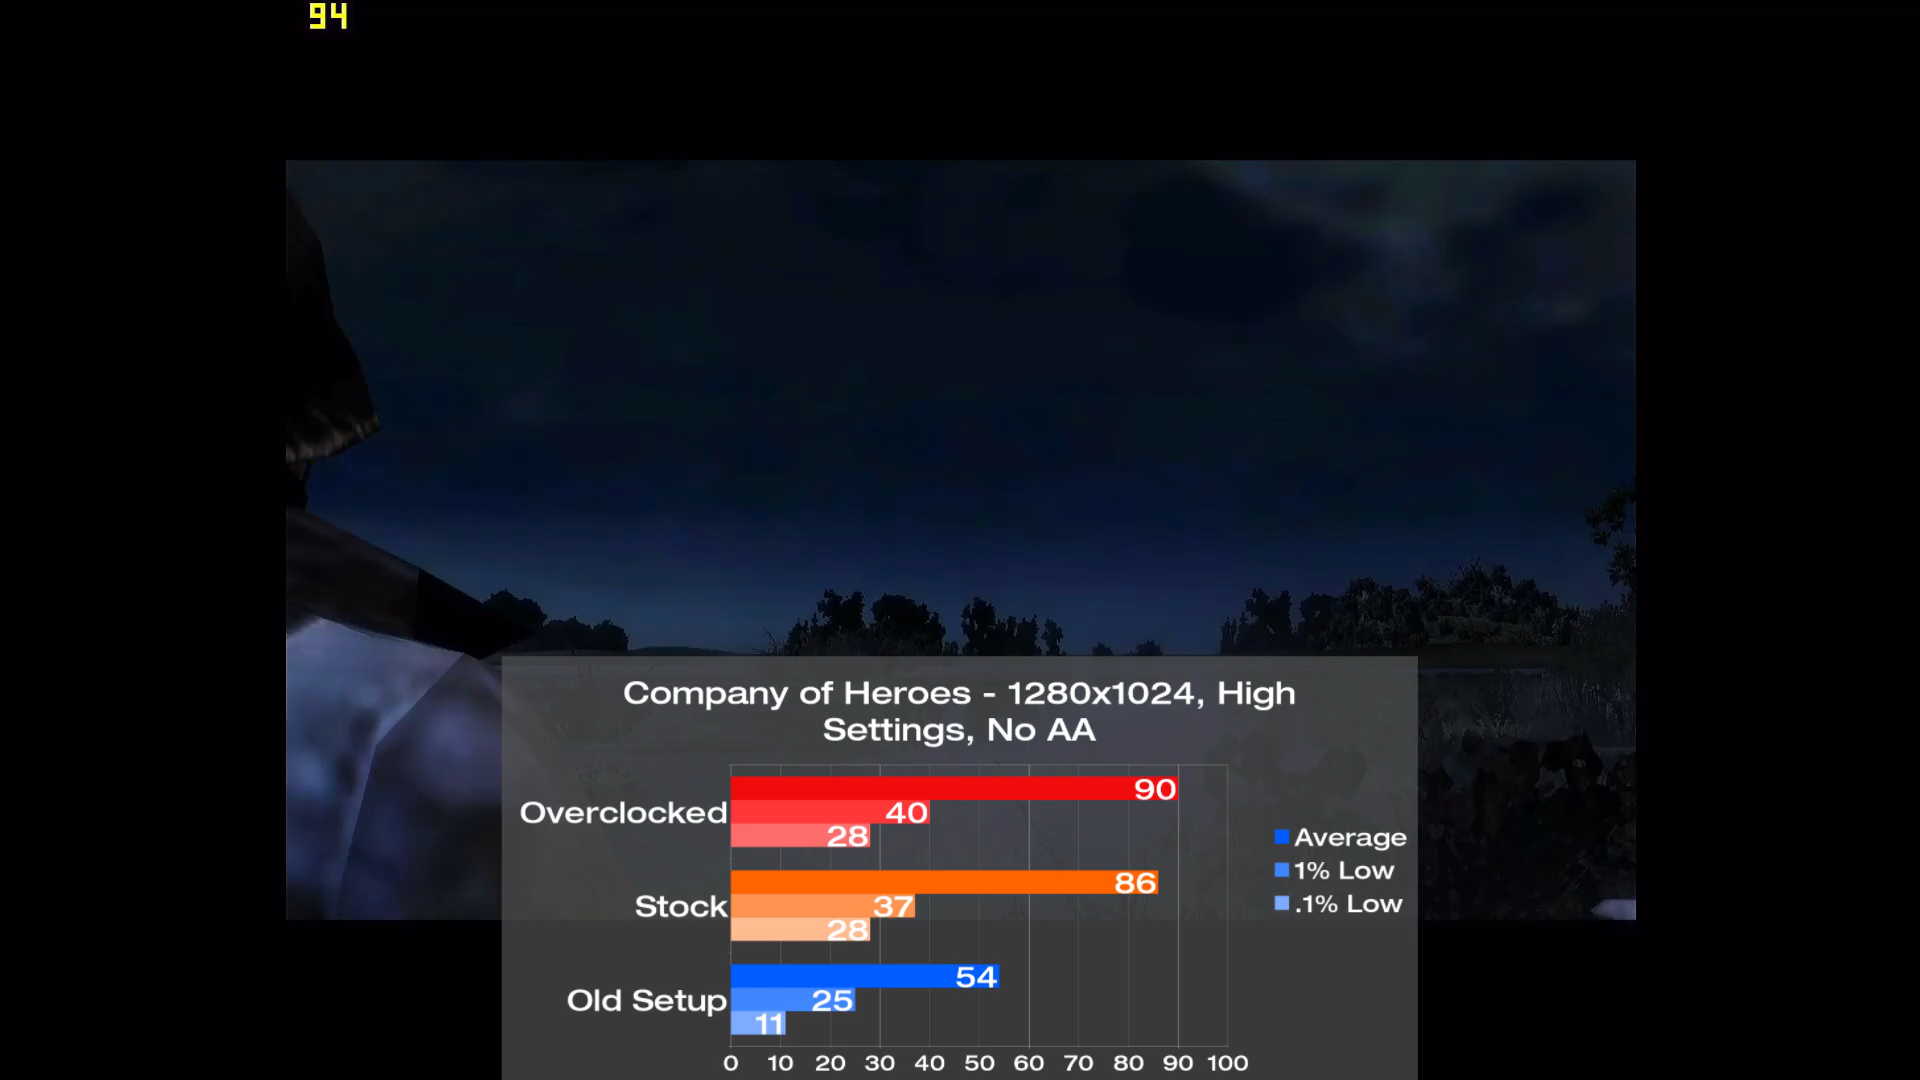 94
Company of Heroes - 1280x1024, High
Settings, No AA
Overclocked
90
40
28
Stock
86
37
28
Old Setup
54
25
11
0 10 20 30 40 50 60 70 80 90 100
Average
1% Low
.1% Low